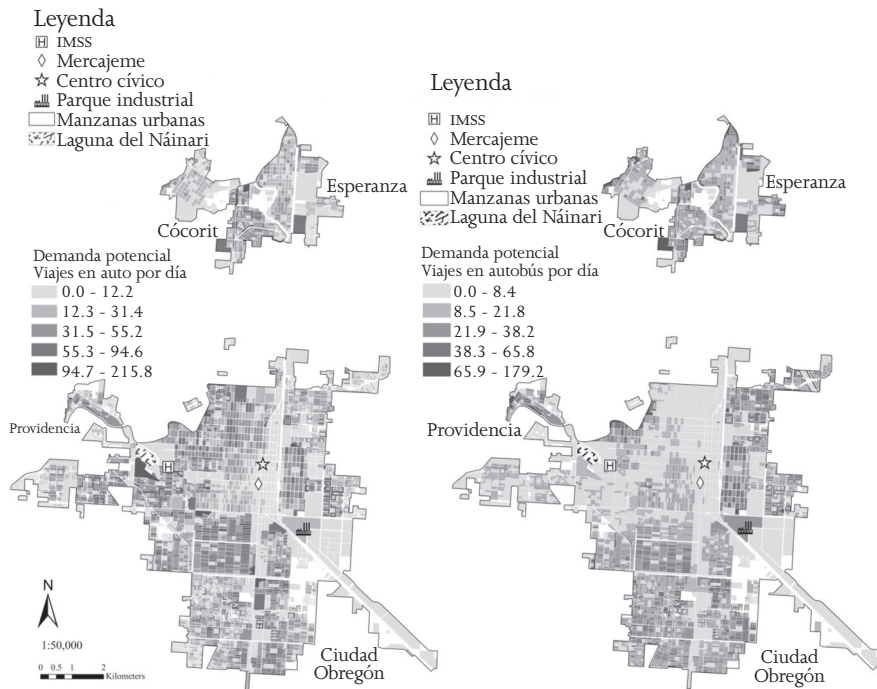 Leyenda
H IMSS
Mercajeme
Centro cívico
Parque industrial
Manzanas urbanas
Laguna del Náinari
Esperanza
Cócorit
Demanda potencial
Viajes en auto por día
0.0 - 12.2
12.3 - 31.4
31.5 - 55.2
55.3 - 94.6
94.7 - 215.8
Providencia
H
N
1:50,000
0 0.5 1 2
Kilometers
H
Ciudad
Obregón
Leyenda
H IMSS
Mercajeme
Centro cívico
Parque industrial
Manzanas urbanas
Laguna del Náinari
Esperanza
Cócorit
Demanda potencial
Viajes en autobús por día
0.0 - 8.4
8.5 - 21.8
21.9 - 38.2
38.3 - 65.8
65.9 - 179.2
Providencia
H
Ciudad
Obregón